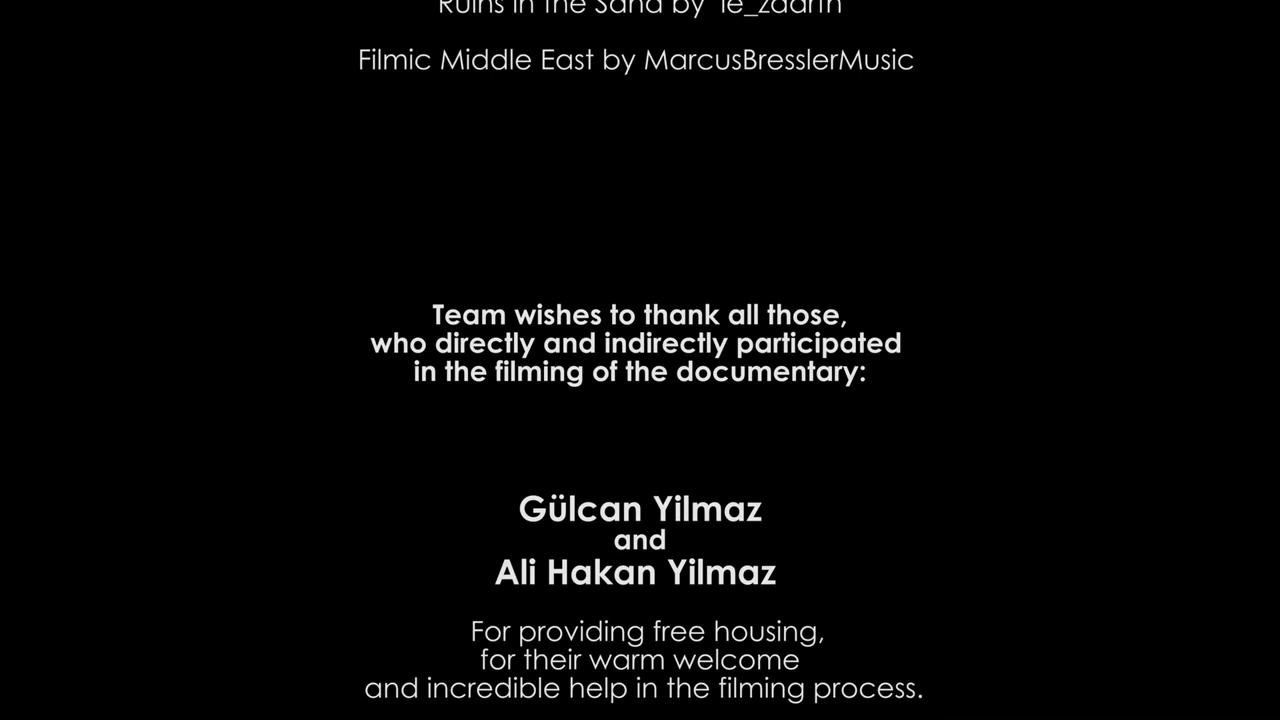 Ruins in the Sand by
Filmic Middle East by MarcusBresslerMusic
Team wishes to thank all those,
who directly and indirectly participated
in the filming of the documentary:
Gülcan Yilmaz
and
Ali Hakan Yilmaz
For providing free housing,
for their warm welcome
and incredible help in the filming process.